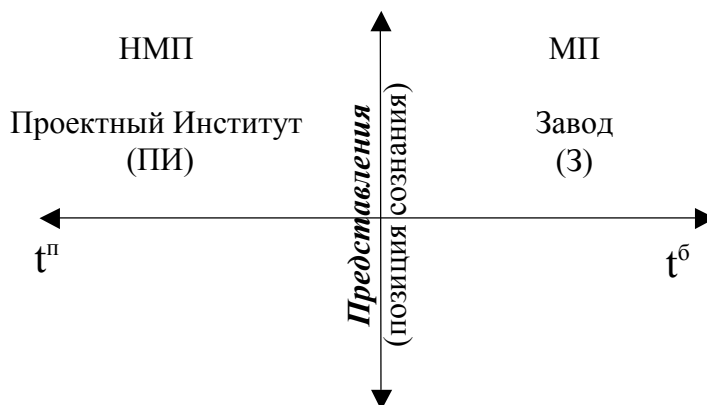 НМП
МП
Проектный Институт
(ПИ)
Завод
(З)
Представления
(позиция сознания)
tп
tб